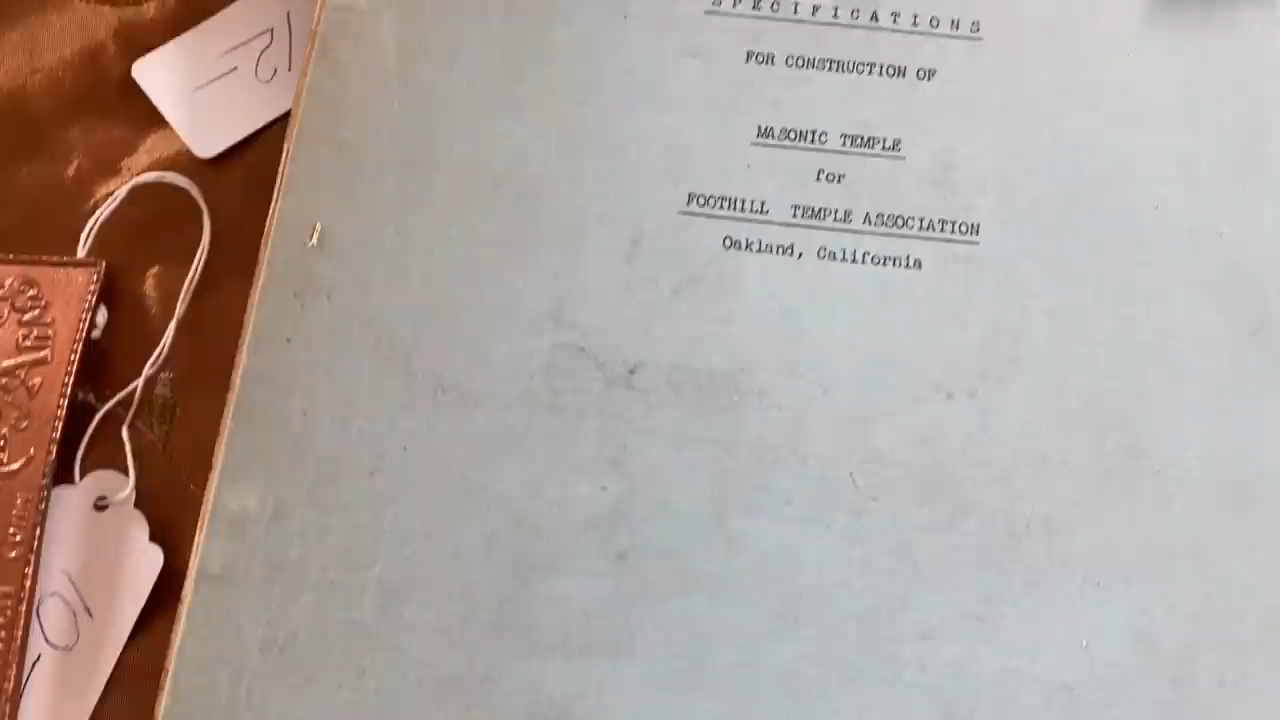 SPECIFICATIONS
FOR CONSTRUCTION OF
MASONIC TEMPLE
for
FOOTHILL TEMPLE ASSOCIATION
Oakland, California
12-
10